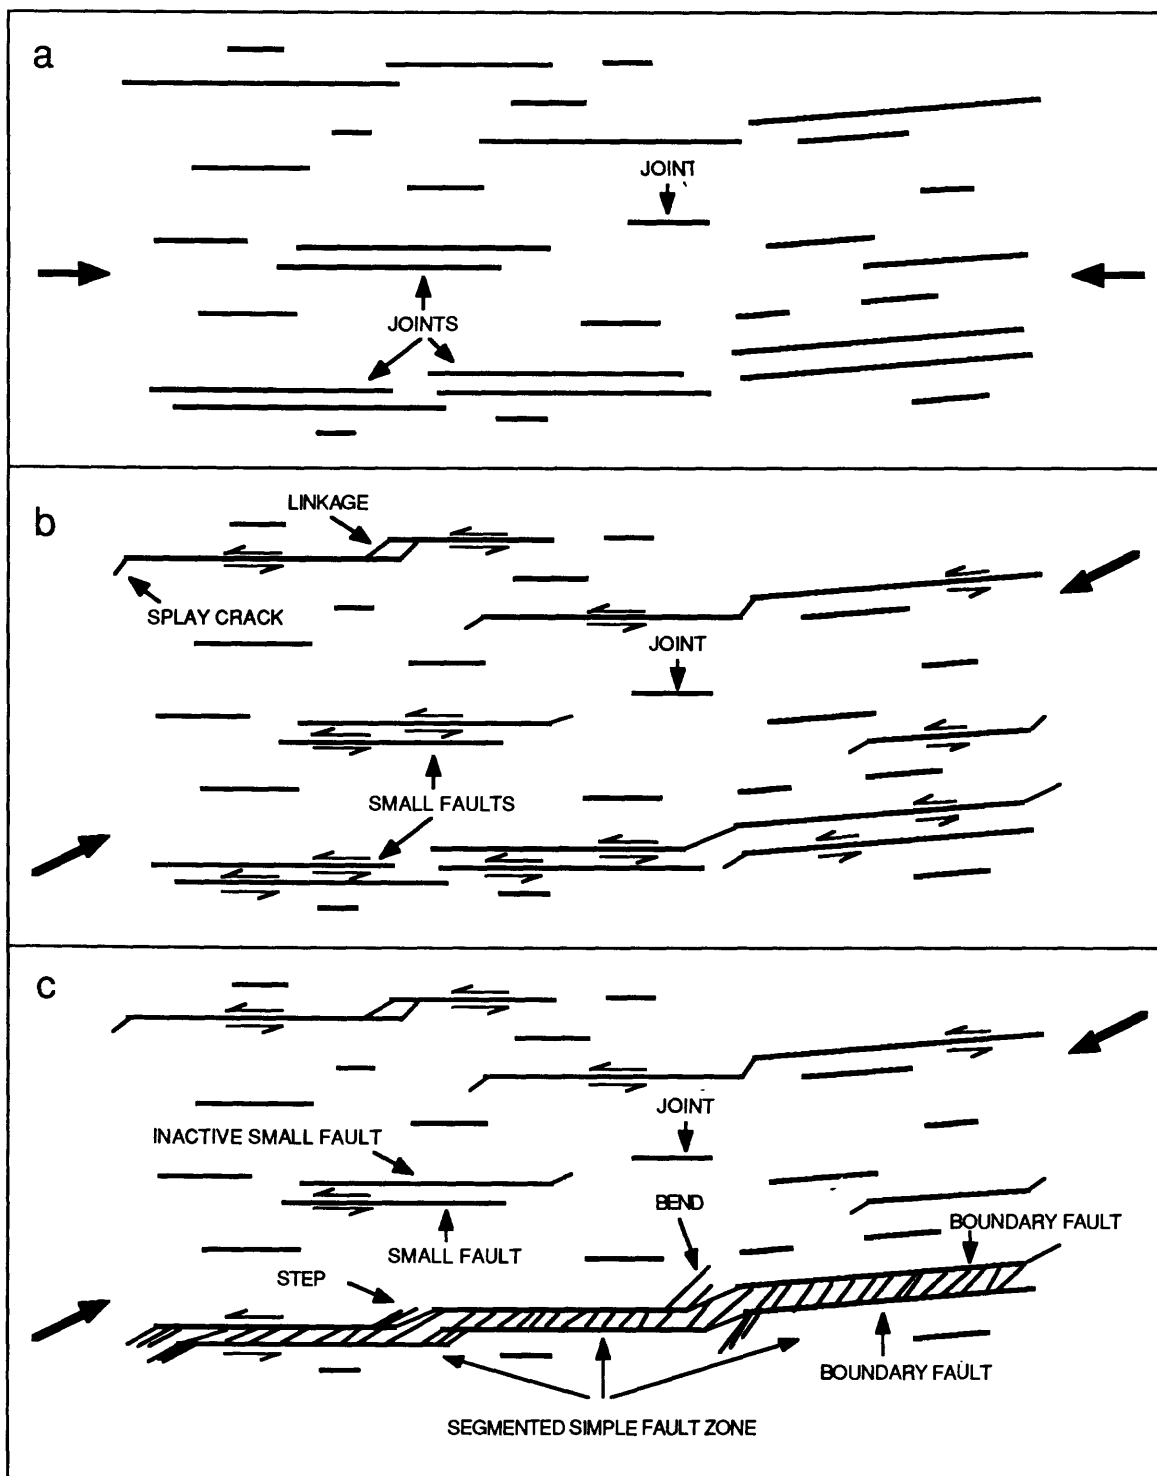 a
JOINT
JOINTS
b
LINKAGE
SPLAY CRACK
JOINT
SMALL FAULTS
c
JOINT
INACTIVE SMALL FAULT
BEND
BOUNDARY FAULT
SMALL FAULT
STEP
BOUNDARY FAULT
SEGMENTED SIMPLE FAULT ZONE